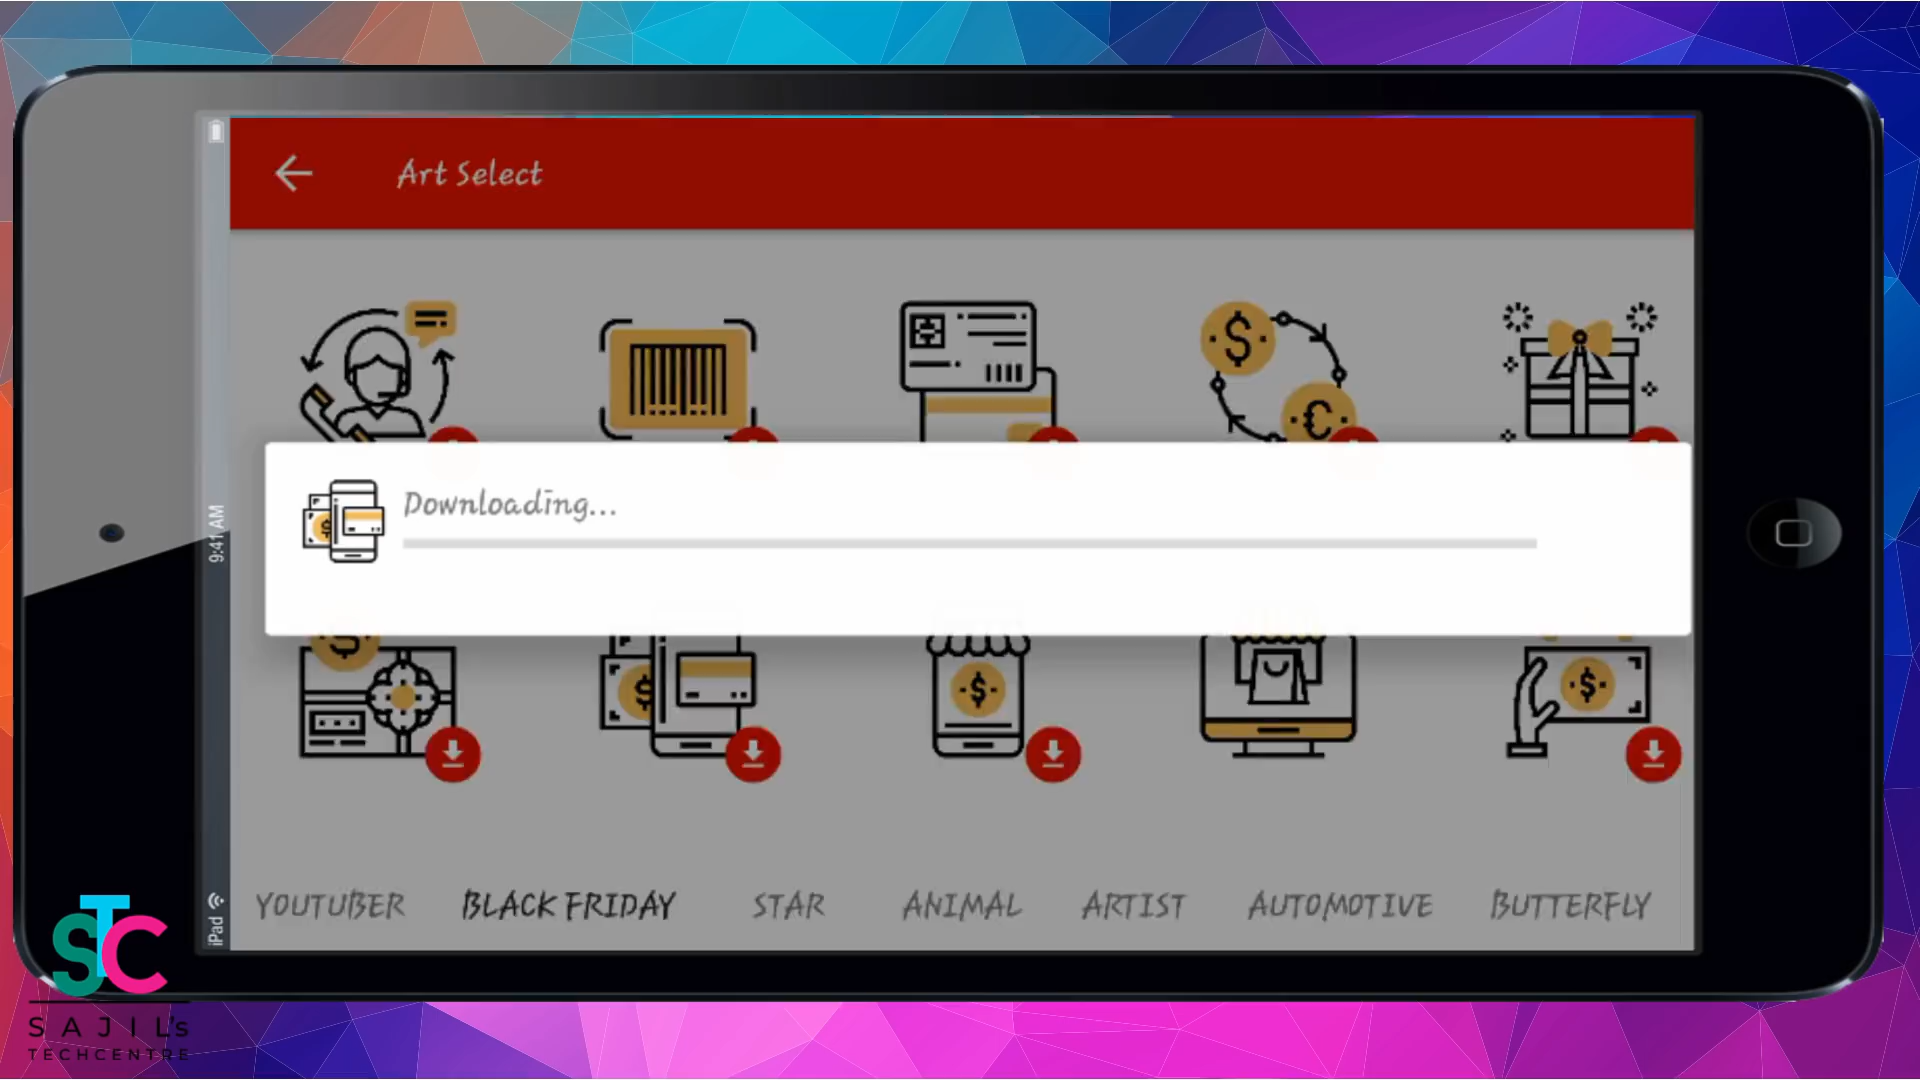 Art Select
Downloading...
YOUTUBER BLACK FRIDAY STAR ANIMAL ARTIST AUTOMOTIVE BUTTERFLY
9:41 AM
iPad
STC
SAJIL's
TECHCENTRE